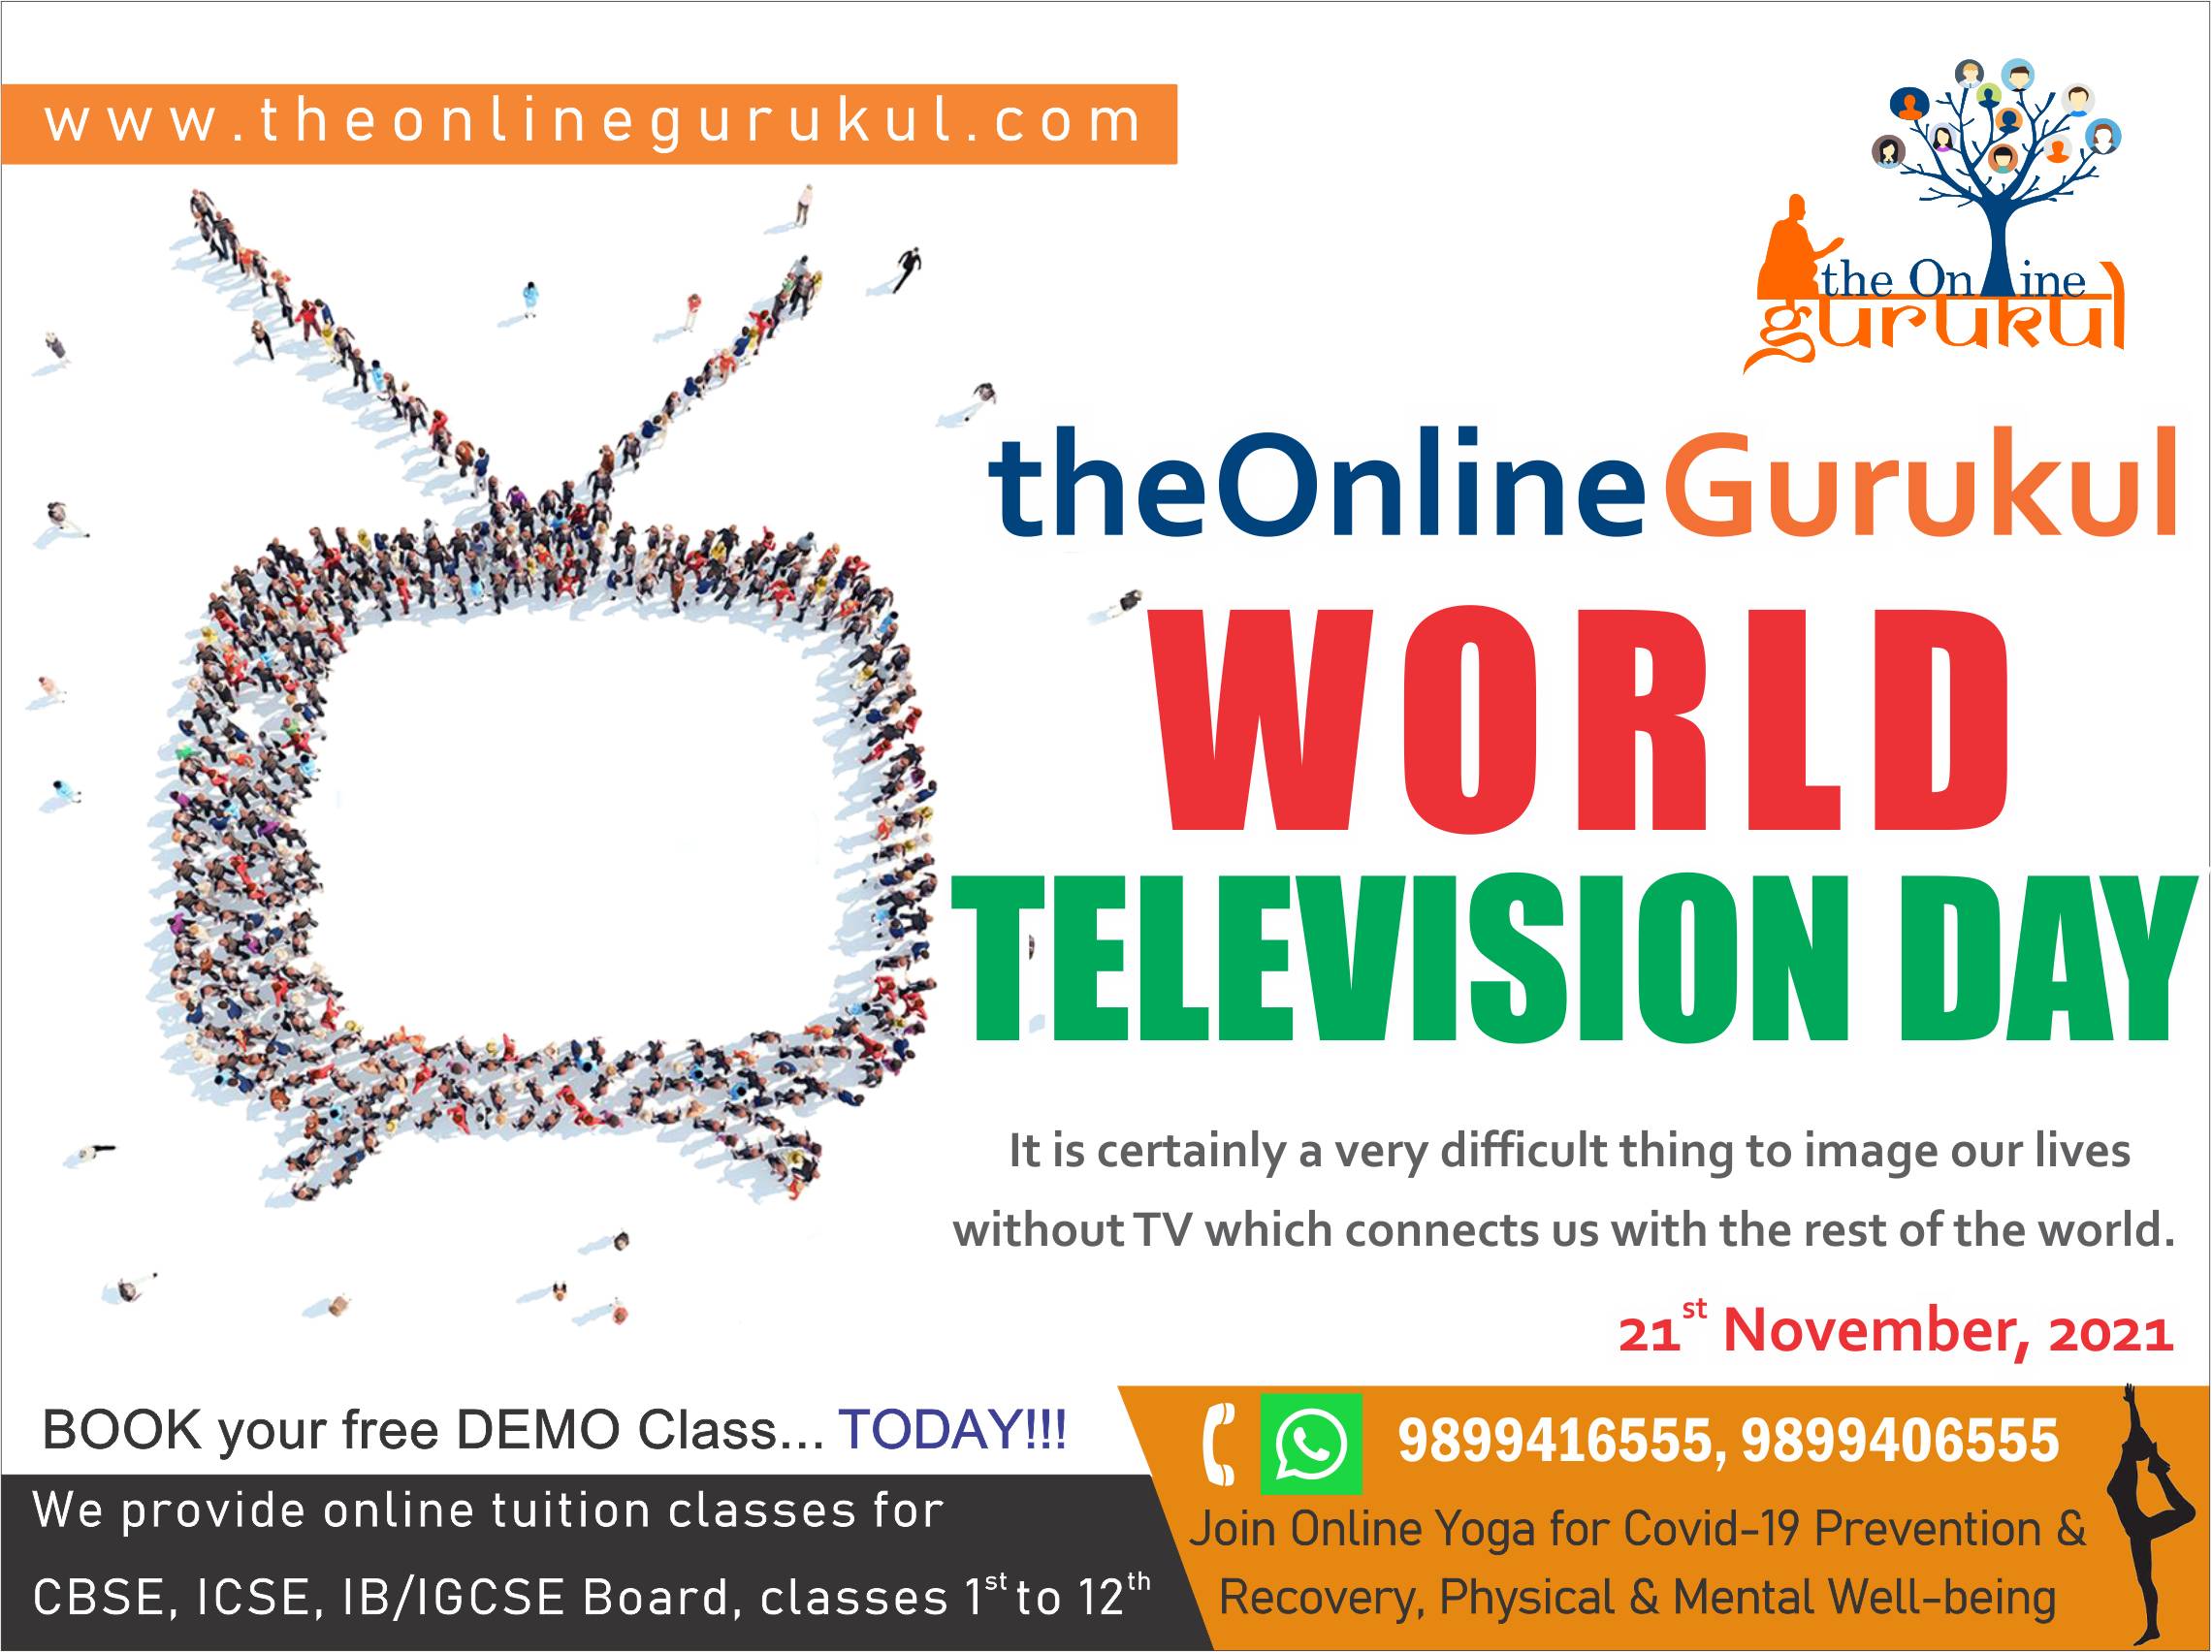 www.theonlinegurukul.com
the Online
gurukul
theOnlineGurukul
WORLD
TELEVISION DAY
It is certainly a very difficult thing to image our lives
without TV which connects us with the rest of the world.
21st November, 2021
BOOK your free DEMO Class... TODAY!!!
9899416555, 9899406555
We provide online tuition classes for
CBSE, ICSE, IB/IGCSE Board, classes 1st to 12th
Join Online Yoga for Covid-19 Prevention &
Recovery, Physical & Mental Well-being